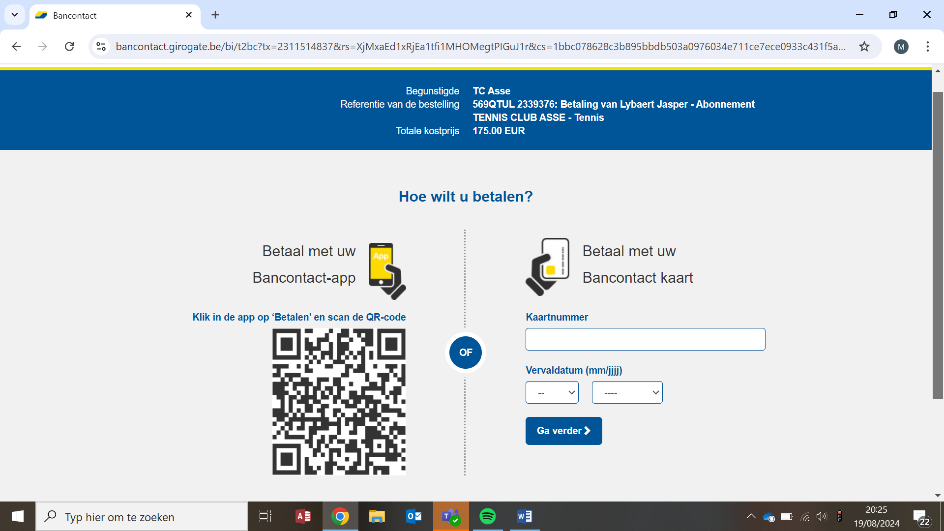 Bancontact
bancontact.girogate.be/bi/t2bc?tx=2311514837&rs=XjMxaEd1xRjEa1tfi1MHOMegtPIGuJ1r&cs=1bbc078628c3b895bbdb503a0976034e711ce7ece0933c431f5a...
M
Begunstigde TC Asse
Referentie van de bestelling 569QTUL 2339376: Betaling van Lybaert Jasper - Abonnement
TENNIS CLUB ASSE - Tennis
Totale kostprijs 175.00 EUR
Hoe wilt u betalen?
Betaal met uw
Bancontact-app
App
Klik in de app op ‘Betalen’ en scan de QR-code
OF
Betaal met uw
Bancontact kaart
Kaartnummer
Vervaldatum (mm/jjjj)
-- ----
Ga verder
Typ hier om te zoeken
20:25
19/08/2024
22